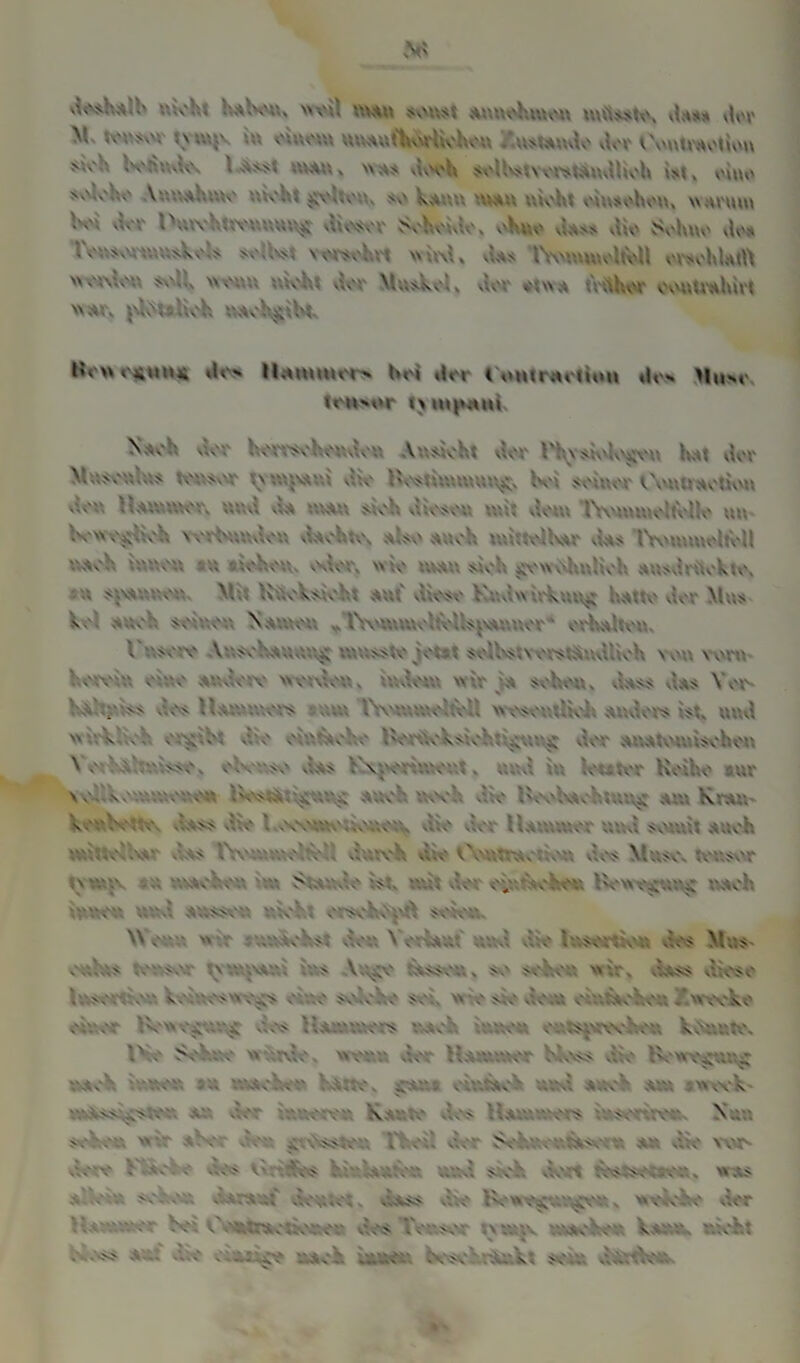 36
deshalb nicht haben, weil man sonst annehmen müsste, dass der
M. tensor tymp. in einem unaufhörlichen Zustande der Contraction
sich befinde. Lässt man, was doch selbstverständlich ist, eine
solche Annahme nicht gelten, so kann man nicht einsehen, warum
bei der Durchtrennung dieser Scheide, ohne dass die Sehne des
Tensormuskels selbst versehrt wird, das Trommelfell erschlafft
werden soll, wenn nicht der Muskel, der etwa früher contrahirt
war, plötzlich nachgibt.
Bewegung des Hammers bei der Contraction des Musc.
tensor tympani.
Nach der herrschenden Ansicht der Physiologen hat der
Musculus tensor tympani die Bestimmung, bei seiner Contraction
den Hammer, und da man sich diesen mit dem Trommelfelle un-
beweglich verbunden dachte, also auch mittelbar das Trommelfell
nach innen zu ziehen, oder, wie man sich gewöhnlich ausdrückte,
zu spannen. Mit Rücksicht auf diese Endwirkung hatte der Mus-
kel auch seinen Namen „Trommelfellspanner“ erhalten.
Unsere Anschauung musste jetzt selbstverständlich von vorn-
herein eine andere werden, indem wir ja sehen, dass das Ver-
hältniss des Hammers zum Trommelfell wesentlich anders ist, und
wirklich ergibt die einfache Berücksichtigung der anatomischen
Verhältnisse, ebenso das Experiment, und in letzter Reihe zur
vollkommenen Bestätigung auch noch die Beobachtung am Kran-
kenbette, dass die Locomotionen, die der Hammer und somit auch
mittelbar das Trommelfell durch die Contraction des Musc. tensor
tymp. zu machen im Stande ist, mit der einfachen Bewegung nach
innen und aussen nicht erschöpft seien.
Wenn wir zunächst den Verlauf und die Insertion des Mus-
culus tensor tympani ins Auge fassen, so sehen wir, dass diese
Insertion keineswegs eine solche sei, wie sie dem einfachen Zwecke
einer Bewegung des Hammers nach innen entsprechen könnte.
Die Sehne würde, wenn der Hammer bloss die Bewegung
nach innen zu machen hätte, ganz einfach und auch am zweck-
mässigsten an der inneren Kante des Hammers inseriren. Nun
sehen wir aber den grössten Theil der Sehnenfasern an die vor-
dere Fläche des Griffes hinlaufen und sich dort festsetzen, was
allein schon darauf deutet, dass die Bewegungen, welche der
Hammer bei Contractionen des Tensor tymp. machen kann, nicht
bloss auf die einzige nach innen beschränkt sein dürften.